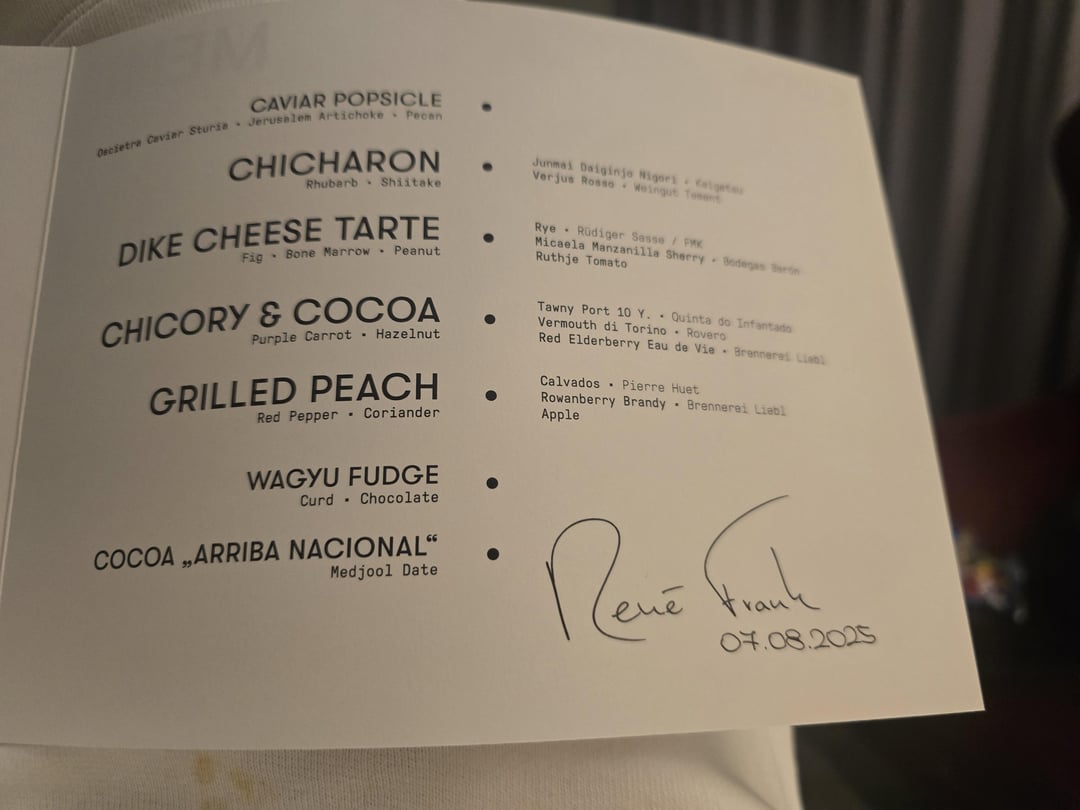 CAVIAR POPSICLE
Oscietra Caviar Sturia • Jerusalem Artichoke • Pecan
CHICHARON
Rhubarb • Shiitake
Junmai Daiginjo Nigori • Keigetsu
Verjus Rosso • Weingut Tement
DIKE CHEESE TARTE
Fig • Bone Marrow • Peanut
Rye • Rüdiger Sasse / FMK
Micaela Manzanilla Sherry • Bodegas Barón
Ruthje Tomato
CHICORY & COCOA
Purple Carrot • Hazelnut
Tawny Port 10 Y. • Quinta do Infantado
Vermouth di Torino • Rovero
Red Elderberry Eau de Vie • Brennerei Liebl
GRILLED PEACH
Red Pepper • Coriander
Calvados • Pierre Huet
Rowanberry Brandy • Brennerei Liebl
Apple
WAGYU FUDGE
Curd • Chocolate
COCOA „ARRIBA NACIONAL“
Medjool Date
René Frank
07.08.2025